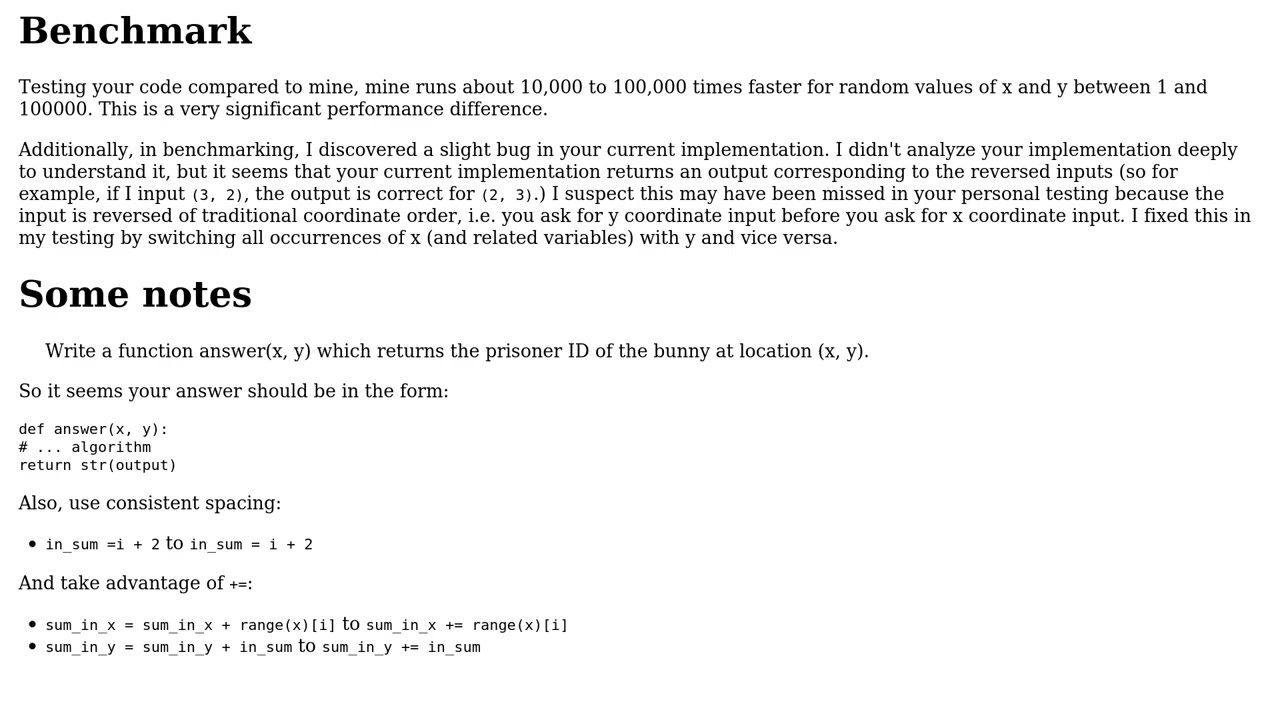 Benchmark
Testing your code compared to mine, mine runs about 10,000 to 100,000 times faster for random values of x and y between 1 and
100000. This is a very significant performance difference.
Additionally, in benchmarking, I discovered a slight bug in your current implementation. I didn't analyze your implementation deeply
to understand it, but it seems that your current implementation returns an output corresponding to the reversed inputs (so for
example, if I input (3, 2), the output is correct for (2, 3).) I suspect this may have been missed in your personal testing because the
input is reversed of traditional coordinate order, i.e. you ask for y coordinate input before you ask for x coordinate input. I fixed this in
my testing by switching all occurrences of x (and related variables) with y and vice versa.
Some notes
Write a function answer(x, y) which returns the prisoner ID of the bunny at location (x, y).
So it seems your answer should be in the form:
def answer(x, y):
# ... algorithm
return str(output)
Also, use consistent spacing:
• in_sum =i + 2 to in_sum = i + 2
And take advantage of +=:
• sum_in_x = sum_in_x + range(x)[i] to sum_in_x += range(x)[i]
• sum_in_y = sum_in_y + in_sum to sum_in_y += in_sum